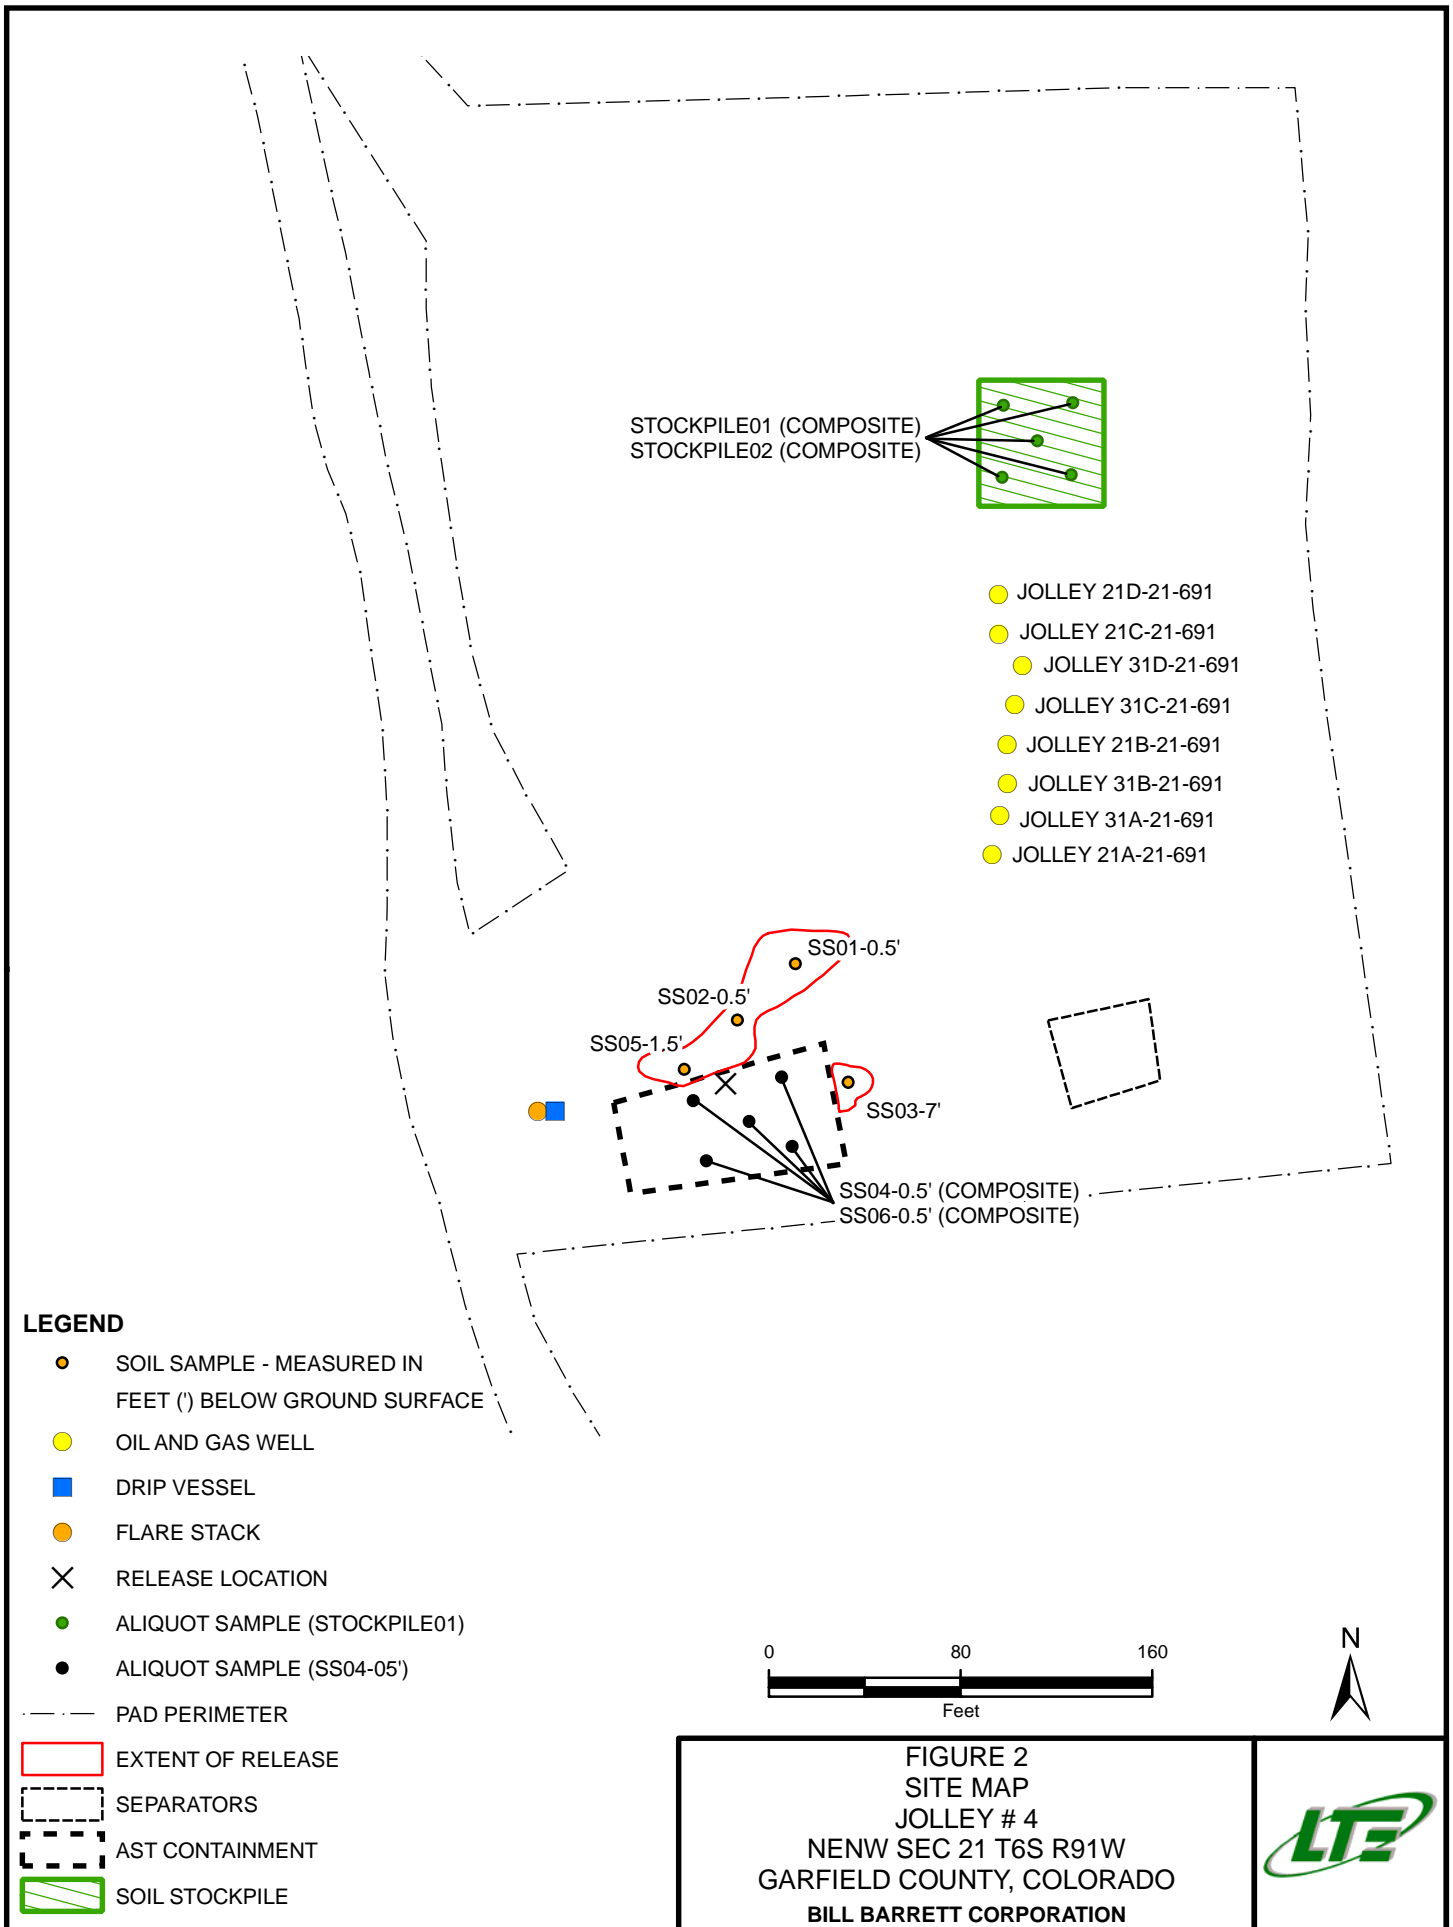 STOCKPILE01 (COMPOSITE)
STOCKPILE02 (COMPOSITE)
JOLLEY 21D-21-691
JOLLEY 21C-21-691
JOLLEY 31D-21-691
JOLLEY 31C-21-691
JOLLEY 21B-21-691
JOLLEY 31B-21-691
JOLLEY 31A-21-691
JOLLEY 21A-21-691
SS01-0.5'
SS02-0.5'
SS05-1.5'
SS03-7'
SS04-0.5' (COMPOSITE)
SS06-0.5' (COMPOSITE)
LEGEND
SOIL SAMPLE - MEASURED IN
FEET (') BELOW GROUND SURFACE
OIL AND GAS WELL
DRIP VESSEL
FLARE STACK
RELEASE LOCATION
ALIQUOT SAMPLE (STOCKPILE01)
ALIQUOT SAMPLE (SS04-05')
PAD PERIMETER
EXTENT OF RELEASE
SEPARATORS
AST CONTAINMENT
SOIL STOCKPILE
0 80 160
Feet
N
FIGURE 2
SITE MAP
JOLLEY # 4
NENW SEC 21 T6S R91W
GARFIELD COUNTY, COLORADO
BILL BARRETT CORPORATION
LTE